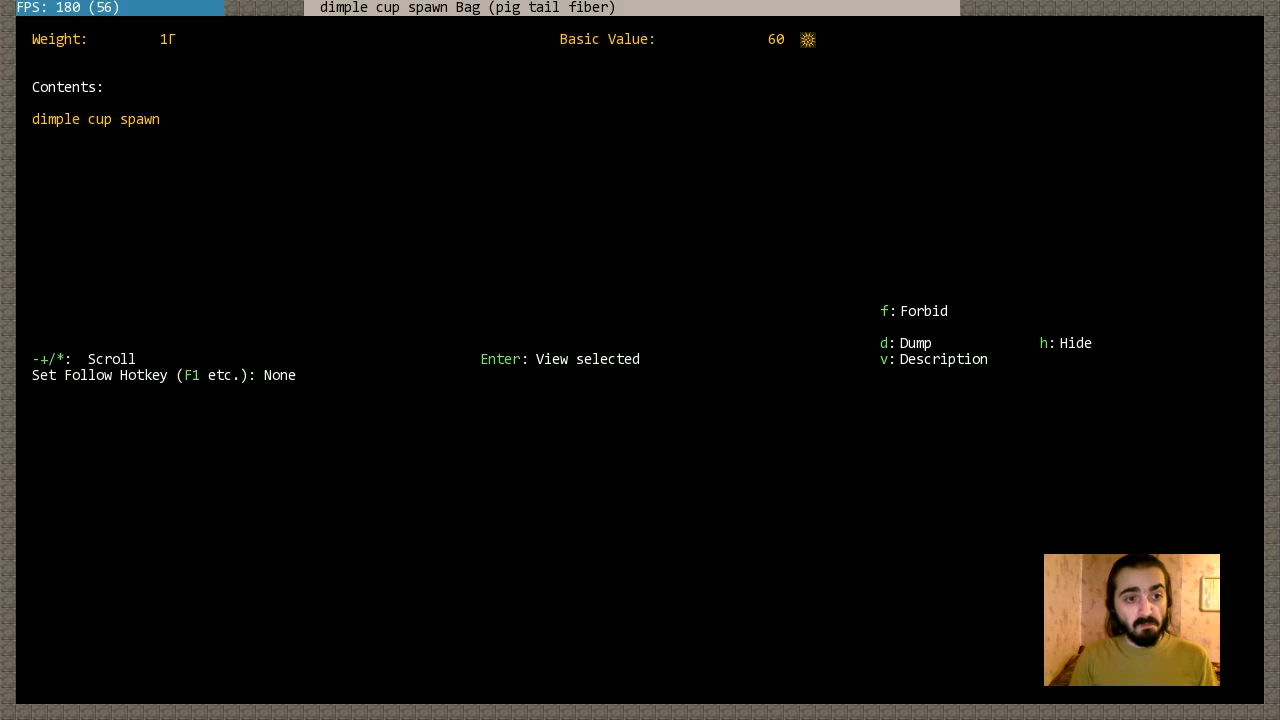 FPS: 180 (56) dimple cup spawn Bag (pig tail fiber)
Weight: 1Γ Basic Value: 60 ☼
Contents:
dimple cup spawn
f: Forbid
d: Dump h: Hide
-+/*: Scroll Enter: View selected v: Description
Set Follow Hotkey (F1 etc.): None